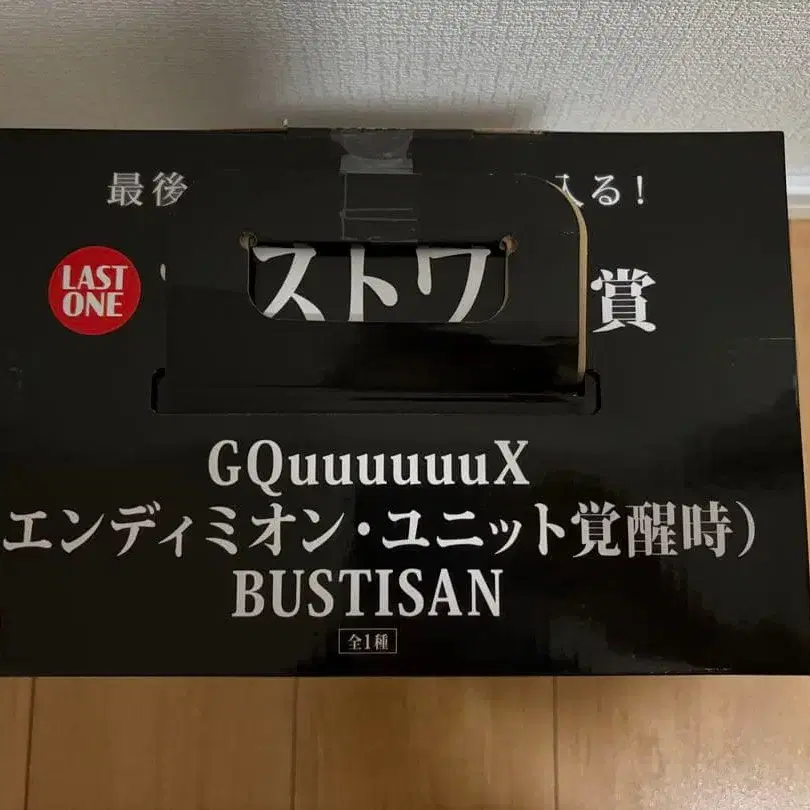 最後 入る!
LAST
ONE
ストワ 賞
GQuuuuuuX
エンディミオン・ユニット覚醒時)
BUSTISAN
全1種